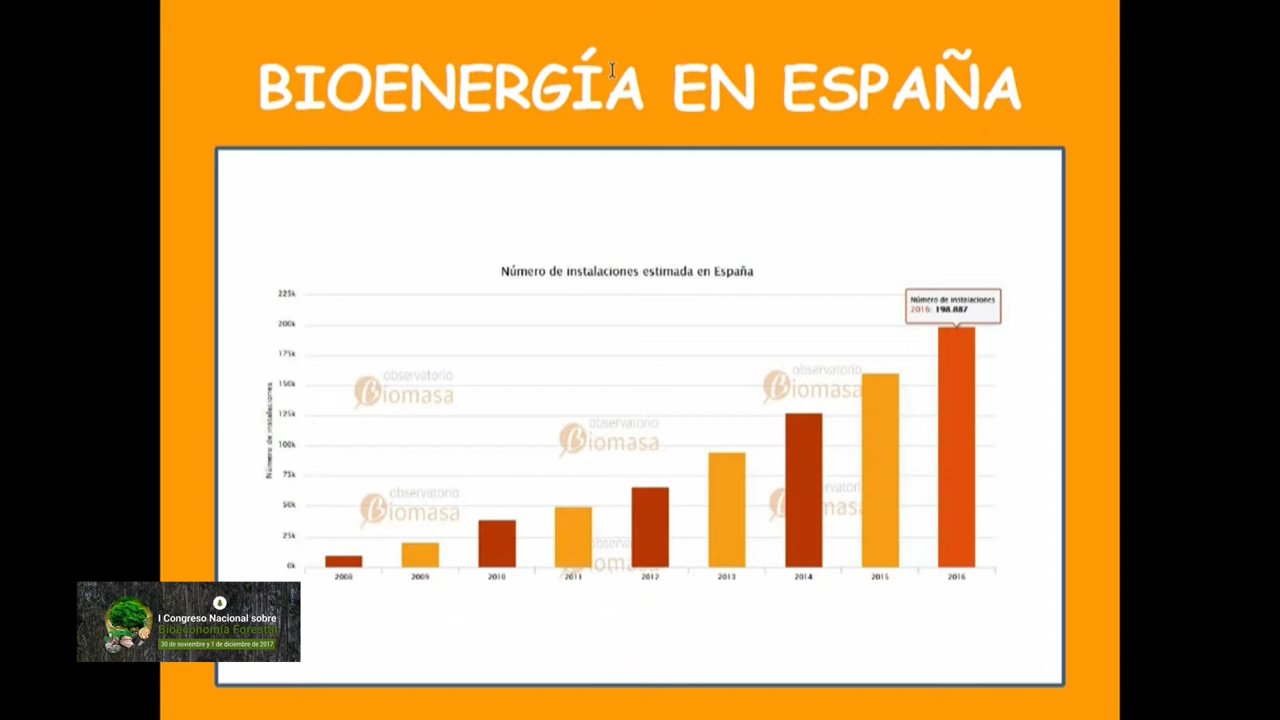 BIOENERGÍA EN ESPAÑA
Número de instalaciones estimada en España
Número de instalaciones
2016: 198.887
225k
200k
175k
150k
125k
100k
75k
50k
25k
0k
Número de instalaciones
observatorio
Biomasa
observatorio
Biomasa
observatorio
Biomasa
observatorio
Biomasa
2008
2009
2010
2011
2012
2013
2014
2015
2016
I Congreso Nacional sobre
Bioeconomía Forestal
30 de noviembre y 1 de diciembre de 2017